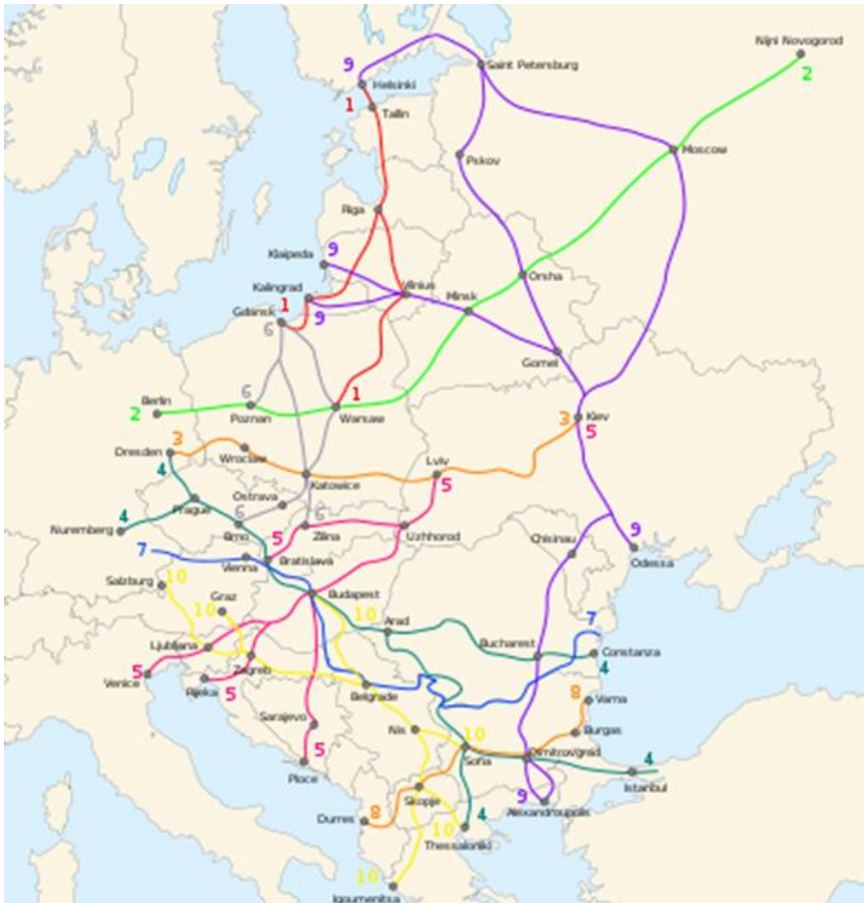 Nijni Novogorod
2
9
Saint Petersburg
Helsinki
1
Tallin
Moscow
Pskov
Riga
Klaipeda
9
Orsha
Kalingrad
1
Vilnius
Minsk
Gdansk
9
6
Gomel
Berlin
6
1
2
Poznan
Warsaw
3
Kiev
5
3
Dresden
Wroclaw
4
Lviv
Katowice
5
Ostrava
Prague
4
6
6
Nuremberg
Brno
Zilina
Uzhhorod
9
5
7
Chisinau
Odessa
Vienna
Bratislava
Salzburg
10
Graz
Budapest
10
10
Arad
7
Ljubljana
Bucharest
Constanza
Zagreb
4
5
Venice
Rijeka
5
Belgrade
8
Varna
Sarajevo
Nis
10
Burgas
5
Sofia
Dimitzovgrad
4
Ploce
Istanbul
Skopje
9
Durres
8
4
Alexandroupolis
10
Thessaloniki
10
Igoumenitsa